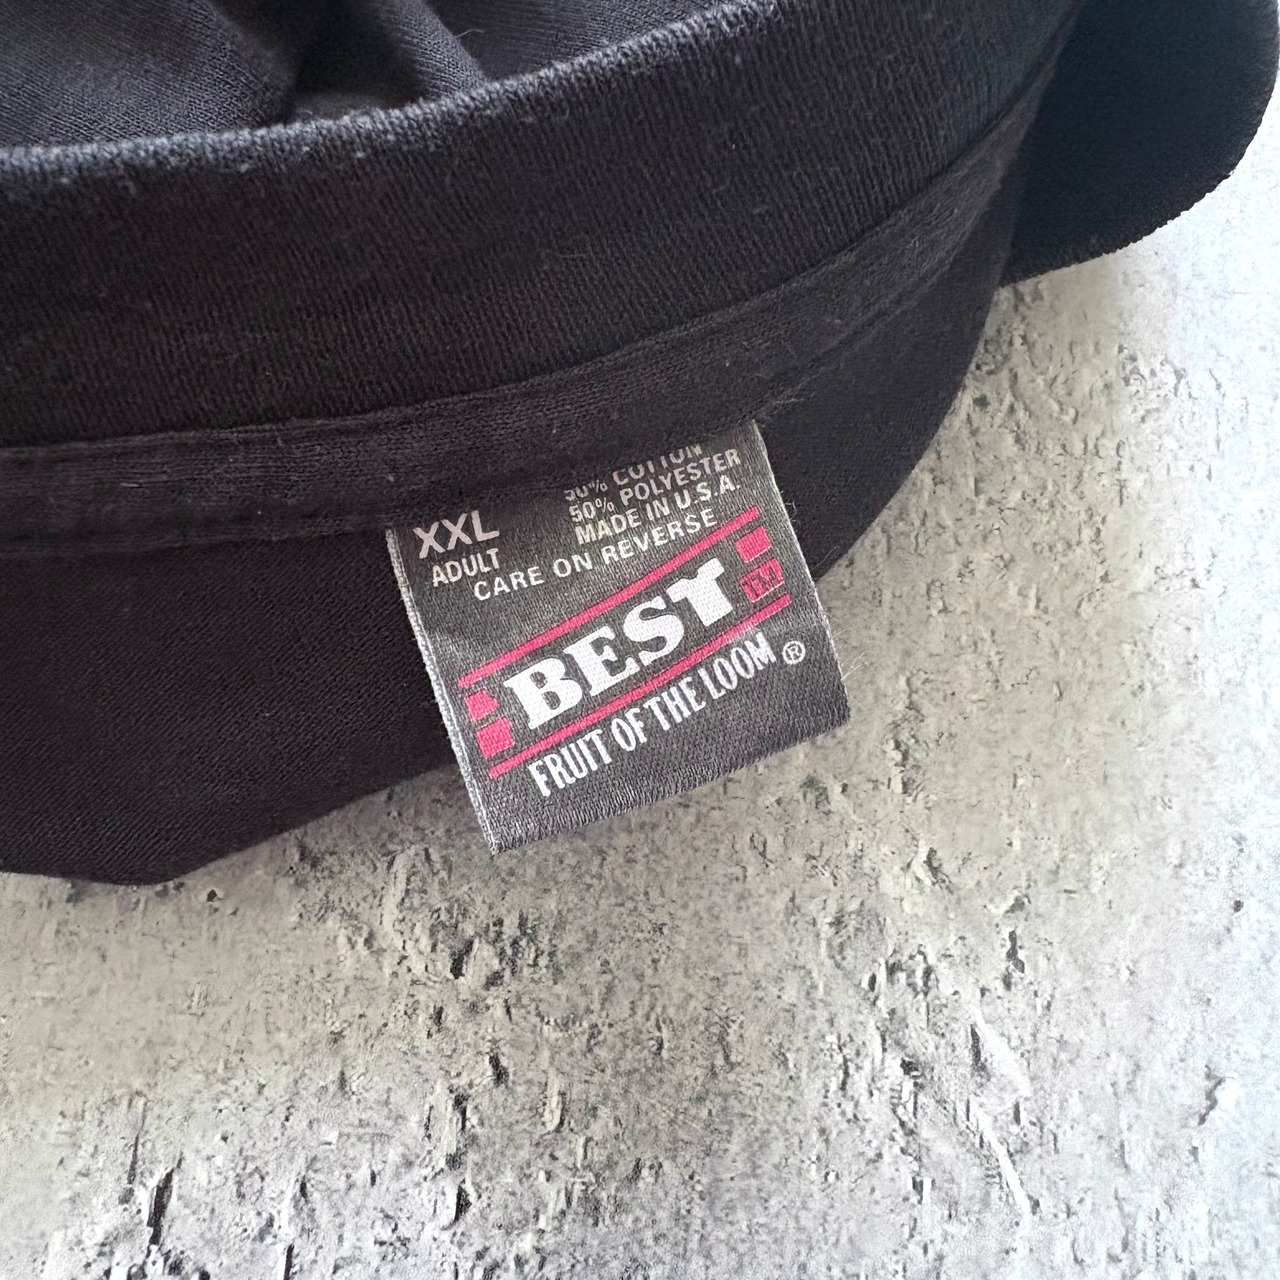 XXL
ADULT
50% COTTON
50% POLYESTER
MADE IN U.S.A.
CARE ON REVERSE
BEST TM
FRUIT OF THE LOOM ®